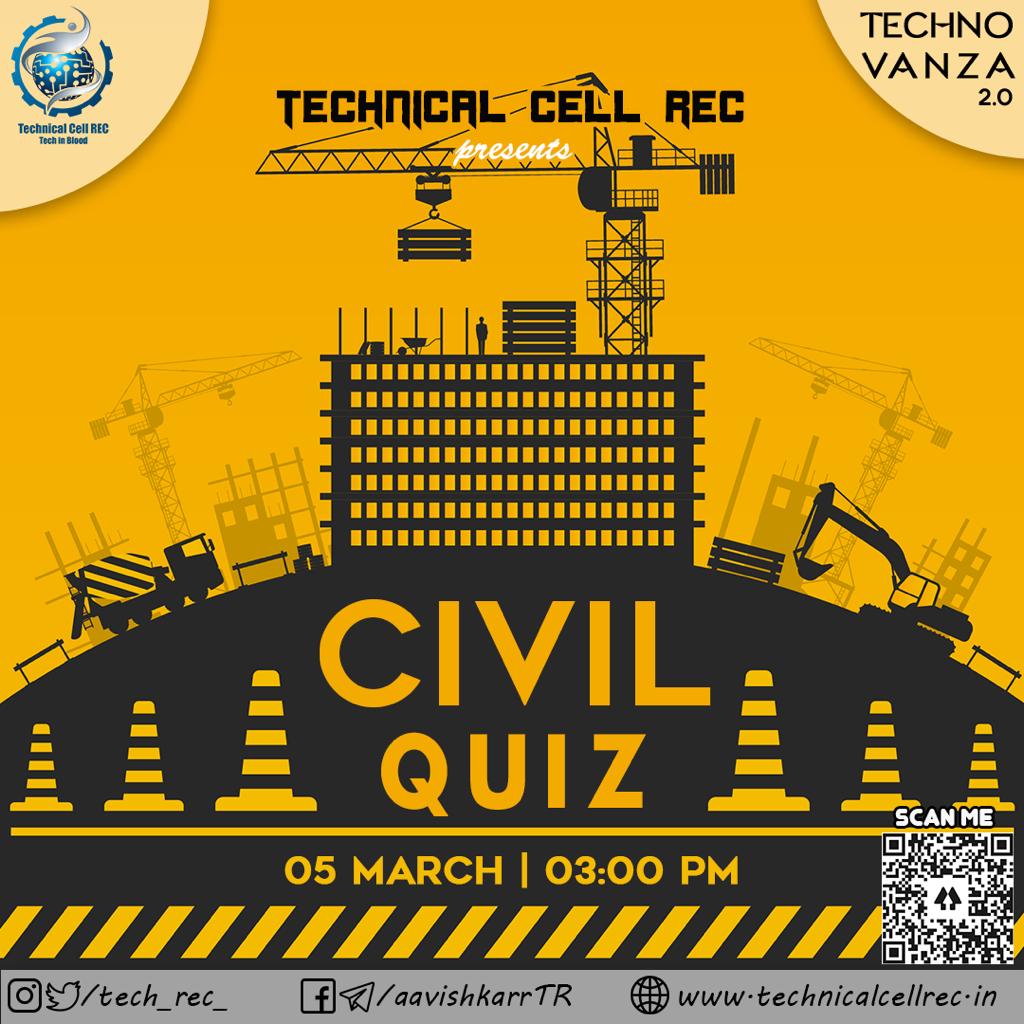 Technical Cell REC
Tech in Blood
TECHNO
VANZA
2.0
TECHNICAL CELL REC
presents
CIVIL
QUIZ
SCAN ME
05 MARCH | 03:00 PM
/tech_rec_ /aavishkarrTR www.technicalcellrec.in